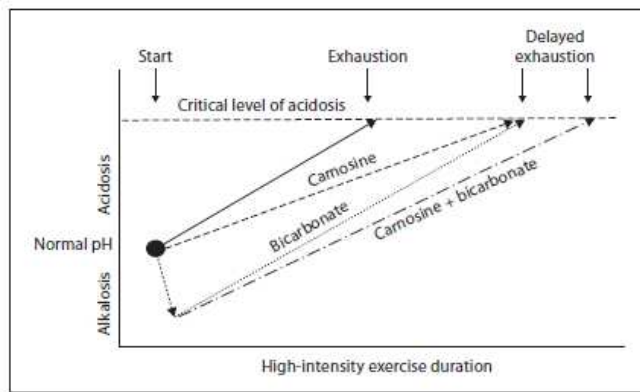 Start
Exhaustion
Delayed
exhaustion
Critical level of acidosis
Acidosis
Carnosine
Normal pH
Bicarbonate
Carnosine + bicarbonate
Alkalosis
High-intensity exercise duration